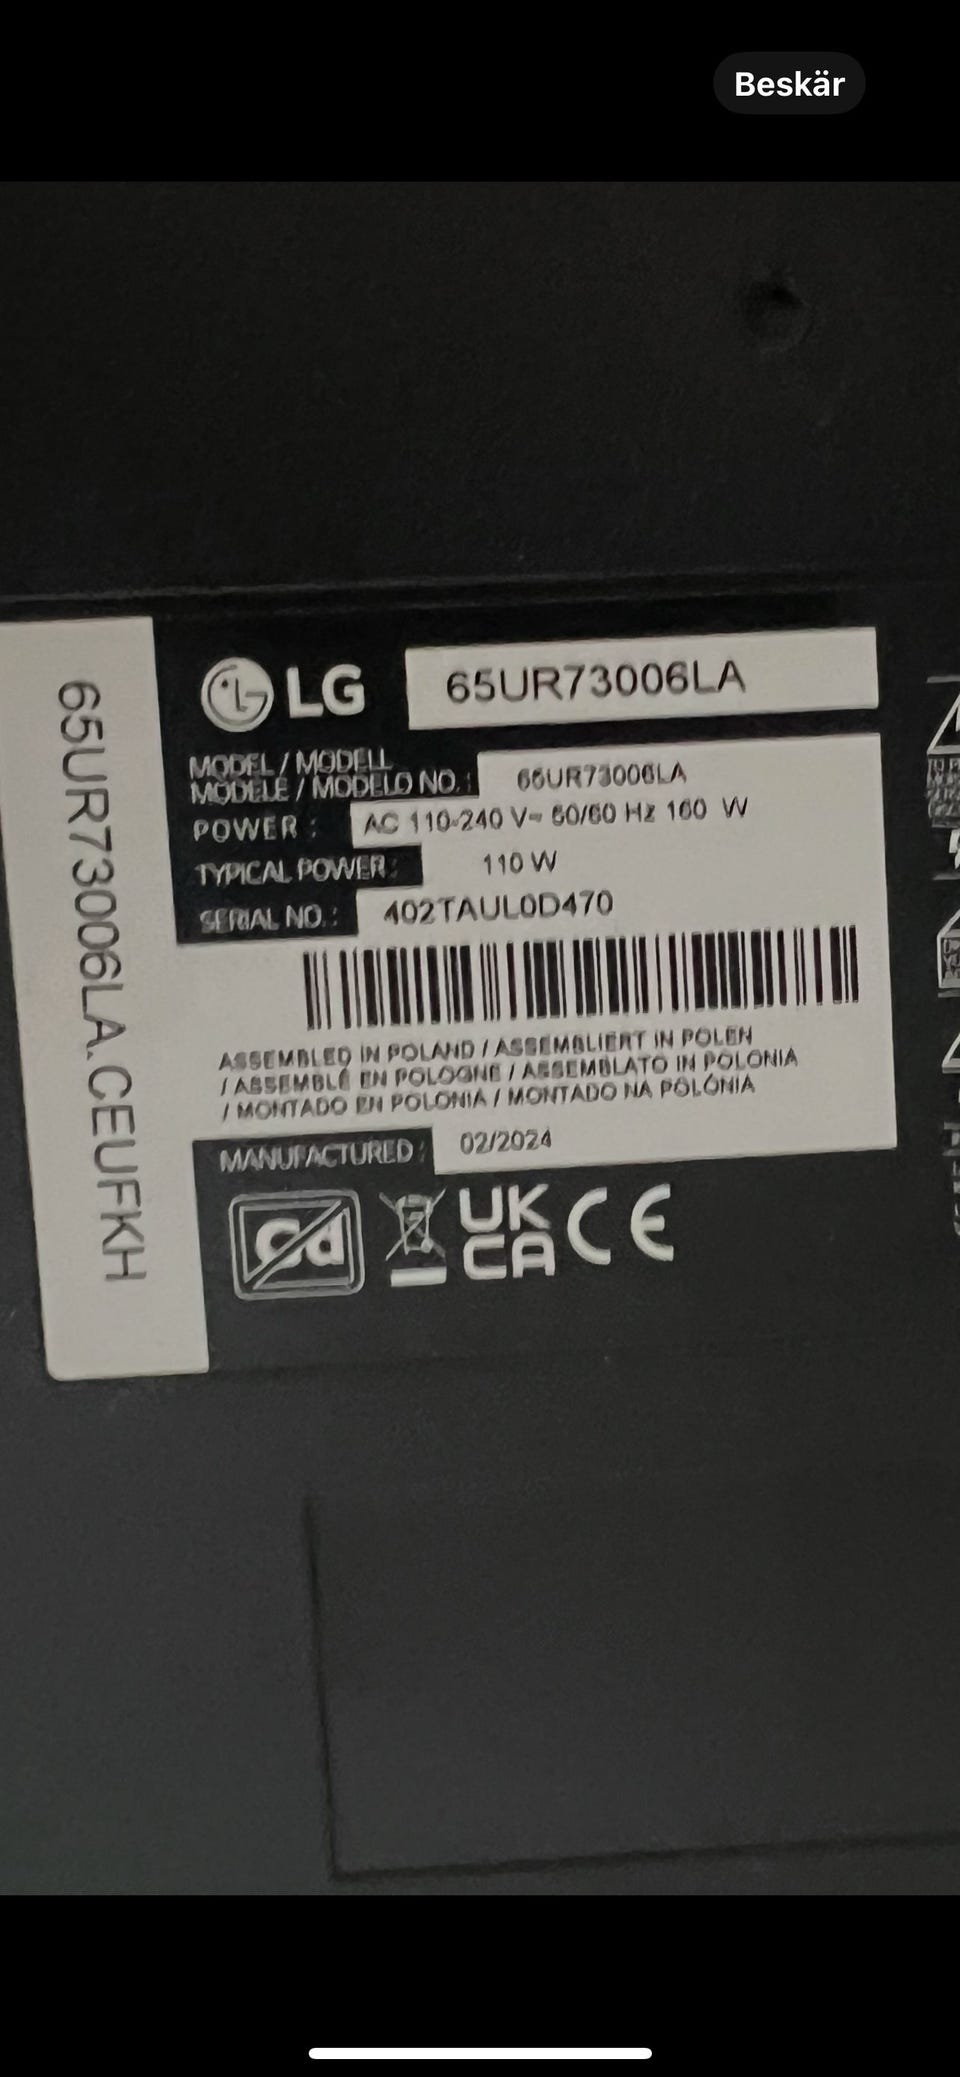 Beskär
LG 65UR73006LA
MODEL / MODELL
MODÈLE / MODELO NO. : 65UR73006LA
POWER : AC 110-240 V~ 50/60 Hz 160 W
TYPICAL POWER : 110 W
SERIAL NO. : 402TAUL0D470
ASSEMBLED IN POLAND / ASSEMBLIERT IN POLEN
/ ASSEMBLÉ EN POLOGNE / ASSEMBLATO IN POLONIA
/ MONTADO EN POLONIA / MONTADO NA POLÓNIA
MANUFACTURED : 02/2024
Cd UK
CA CE
65UR73006LA.CEUFKH